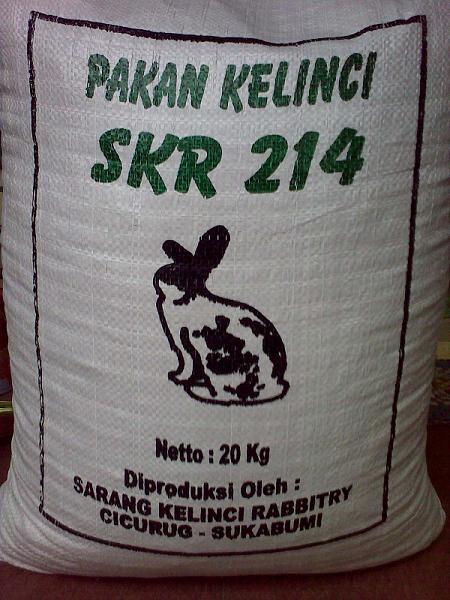 PAKAN KELINCI
SKR 214
Netto : 20 Kg
Diproduksi Oleh :
SARANG KELINCI RABBITRY
CICURUG - SUKABUMI